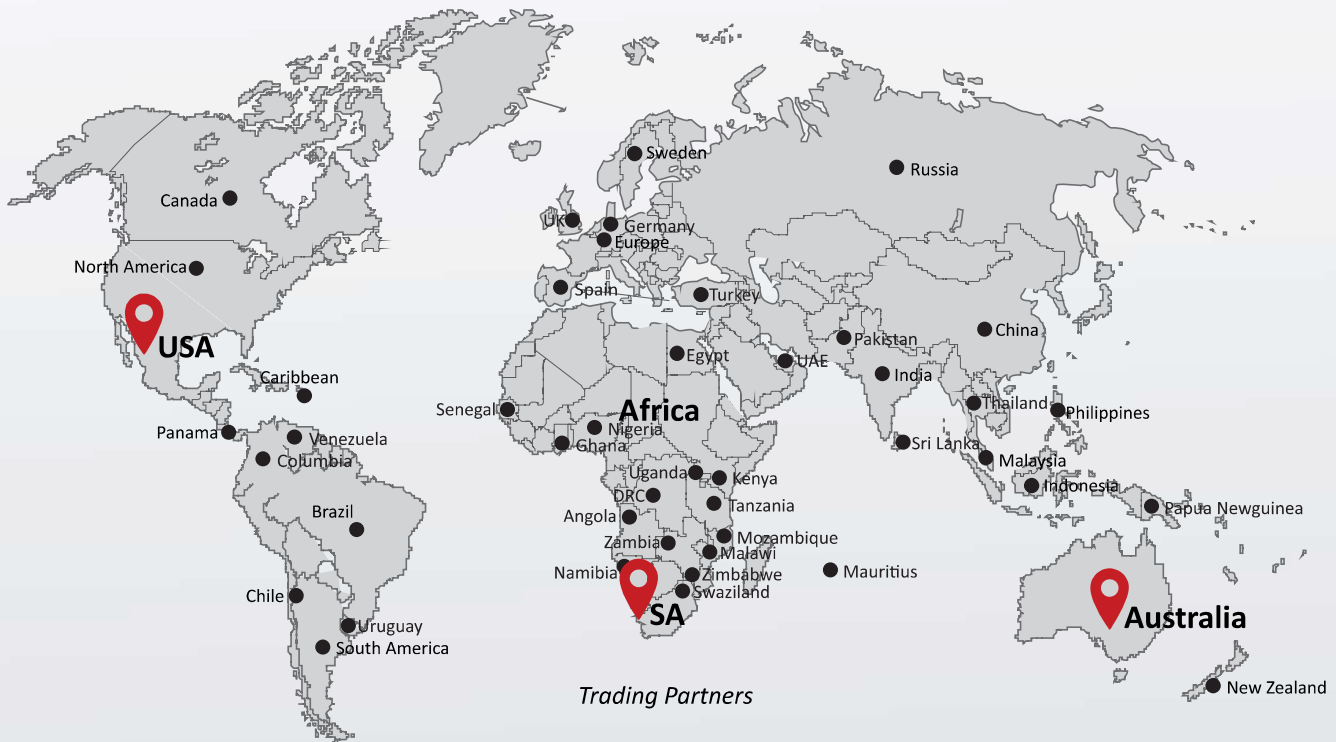 Sweden
Russia
Canada
UK
Germany
Europe
North America
Spain
Turkey
USA
China
Pakistan
Egypt
UAE
India
Caribbean
Senegal
Africa
Thailand
Philippines
Panama
Venezuela
Nigeria
Ghana
Sri Lanka
Columbia
Malaysia
Uganda
Kenya
Indonesia
DRC
Tanzania
Papua Newguinea
Brazil
Angola
Zambia
Mozambique
Malawi
Namibia
Zimbabwe
Mauritius
Swaziland
Chile
SA
Australia
Uruguay
South America
New Zealand
Trading Partners